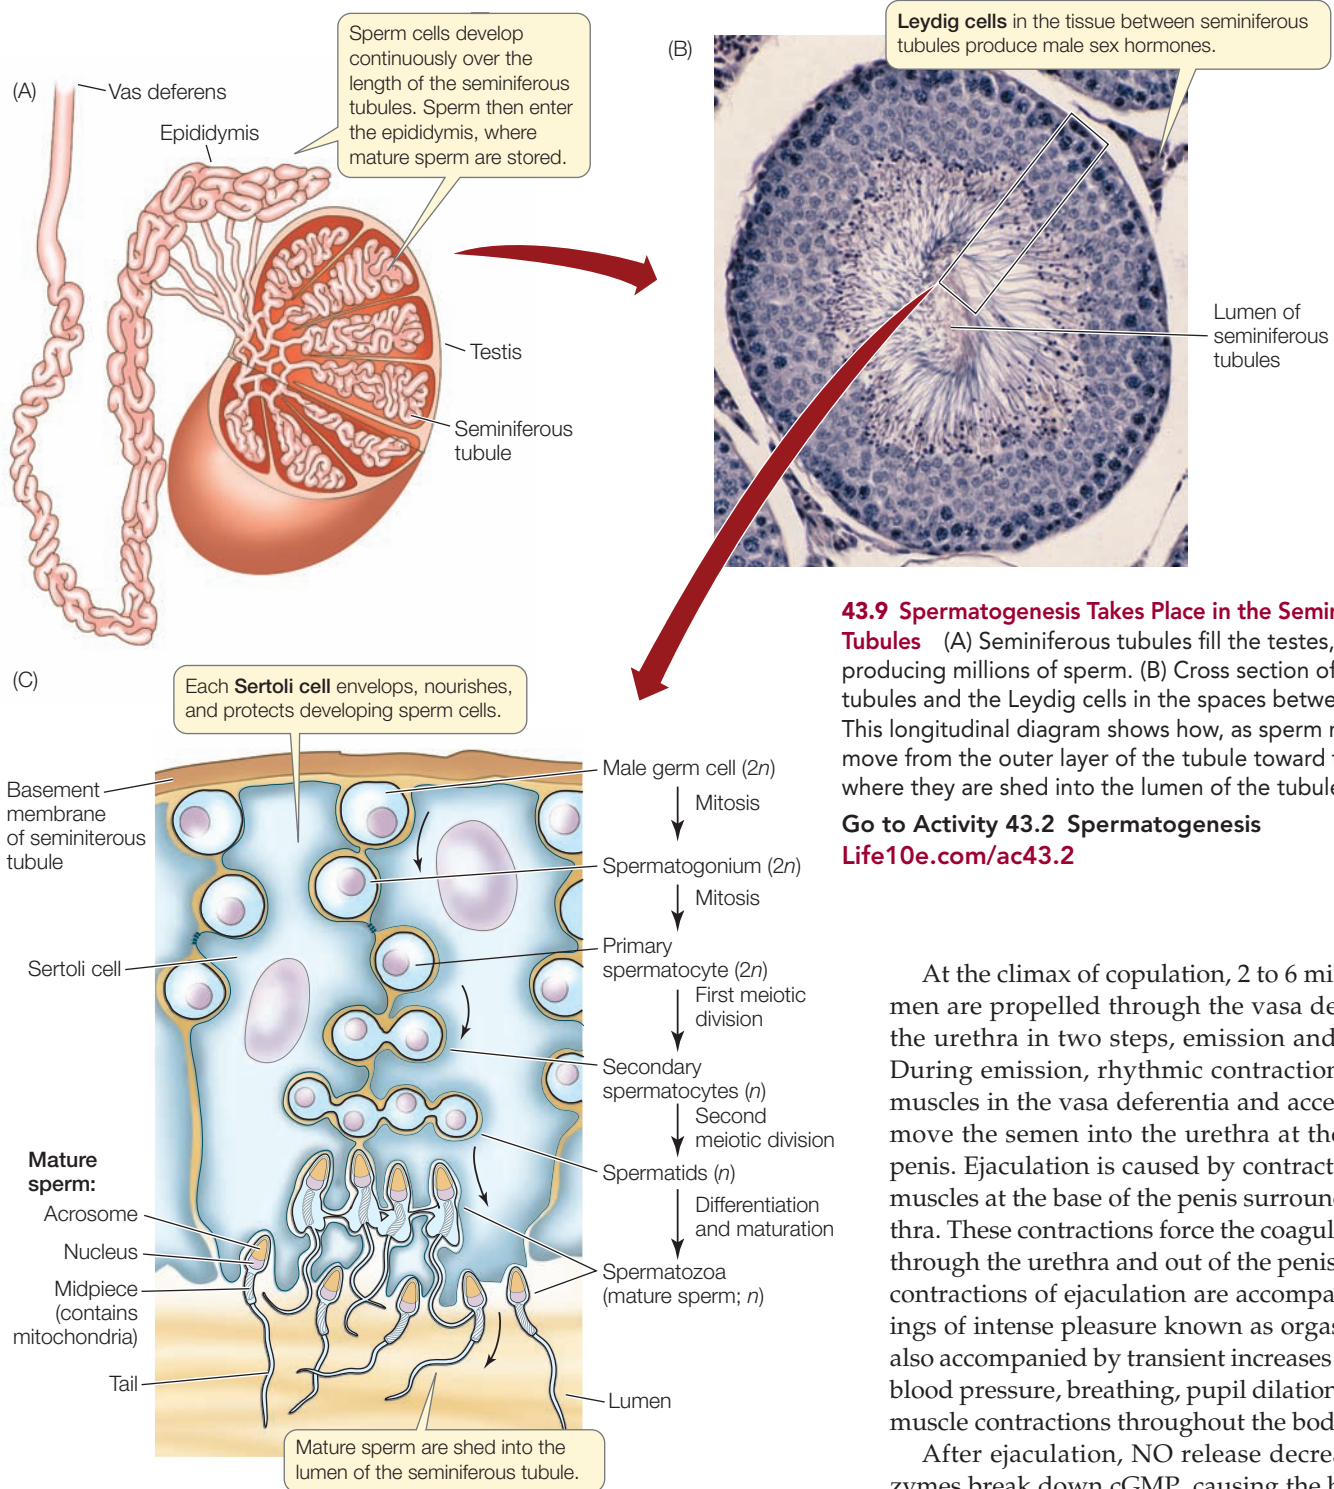 (A)
Vas deferens
Epididymis
Sperm cells develop
continuously over the
length of the seminiferous
tubules. Sperm then enter
the epididymis, where
mature sperm are stored.
Testis
Seminiferous
tubule
(B)
Leydig cells in the tissue between seminiferous
tubules produce male sex hormones.
Lumen of
seminiferous
tubules
43.9 Spermatogenesis Takes Place in the Semin
Tubules (A) Seminiferous tubules fill the testes,
producing millions of sperm. (B) Cross section of
tubules and the Leydig cells in the spaces betwee
This longitudinal diagram shows how, as sperm
move from the outer layer of the tubule toward
where they are shed into the lumen of the tubule
Go to Activity 43.2 Spermatogenesis
Life10e.com/ac43.2
(C)
Each Sertoli cell envelops, nourishes,
and protects developing sperm cells.
Basement
membrane
of seminiterous
tubule
Sertoli cell
Mature
sperm:
Acrosome
Nucleus
Midpiece
(contains
mitochondria)
Tail
Male germ cell (2n)
Mitosis
Spermatogonium (2n)
Mitosis
Primary
spermatocyte (2n)
First meiotic
division
Secondary
spermatocytes (n)
Second
meiotic division
Spermatids (n)
Differentiation
and maturation
Spermatozoa
(mature sperm; n)
Lumen
Mature sperm are shed into the
lumen of the seminiferous tubule.
At the climax of copulation, 2 to 6 mi
men are propelled through the vasa de
the urethra in two steps, emission and
During emission, rhythmic contraction
muscles in the vasa deferentia and acce
move the semen into the urethra at the
penis. Ejaculation is caused by contract
muscles at the base of the penis surroun
thra. These contractions force the coagul
through the urethra and out of the penis
contractions of ejaculation are accompa
ings of intense pleasure known as orgas
also accompanied by transient increases
blood pressure, breathing, pupil dilation
muscle contractions throughout the bod
After ejaculation, NO release decrea
zymes break down cGMP, causing the